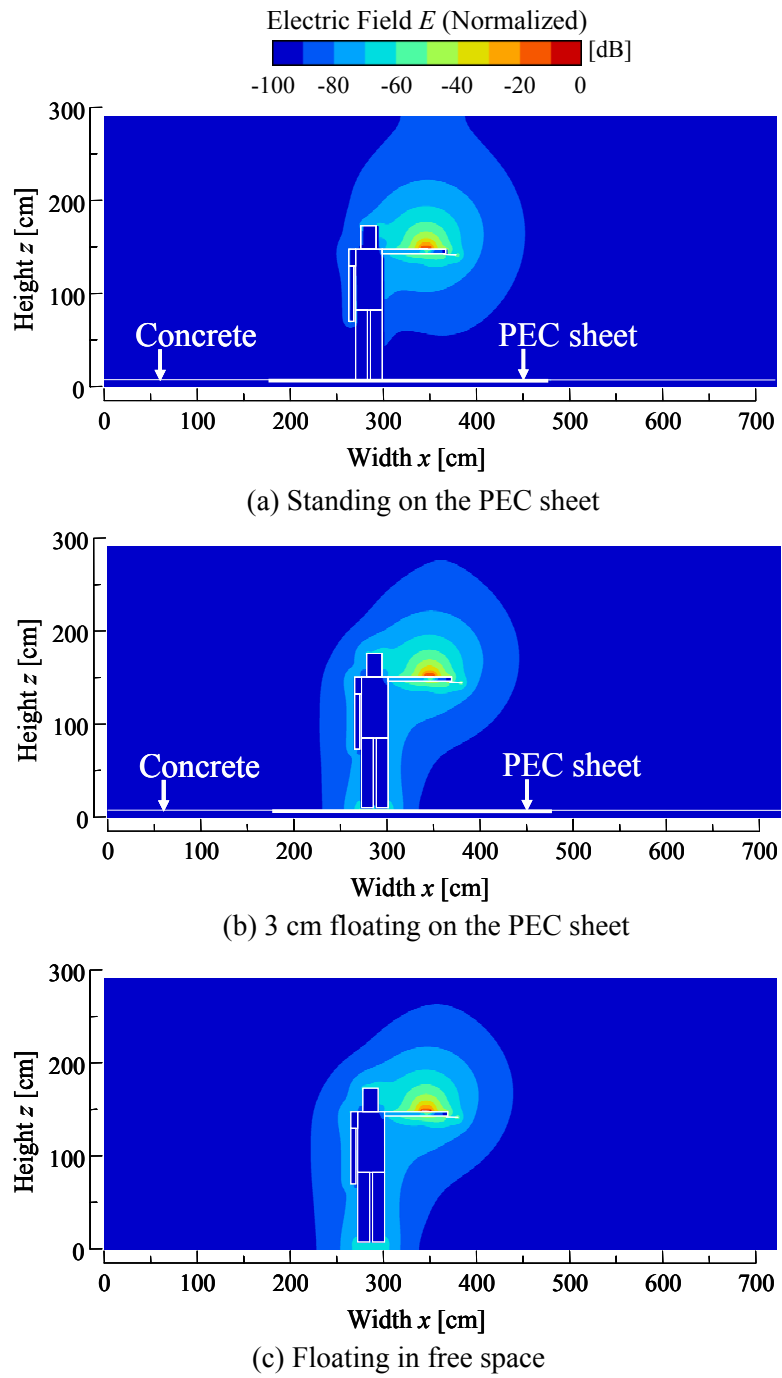 Electric Field E (Normalized)
[dB]
-100 -80 -60 -40 -20 0
300
200
100
0
Height z [cm]
Concrete
PEC sheet
0 100 200 300 400 500 600 700
Width x [cm]
(a) Standing on the PEC sheet
300
200
100
0
Height z [cm]
Concrete
PEC sheet
0 100 200 300 400 500 600 700
Width x [cm]
(b) 3 cm floating on the PEC sheet
300
200
100
0
Height z [cm]
0 100 200 300 400 500 600 700
Width x [cm]
(c) Floating in free space